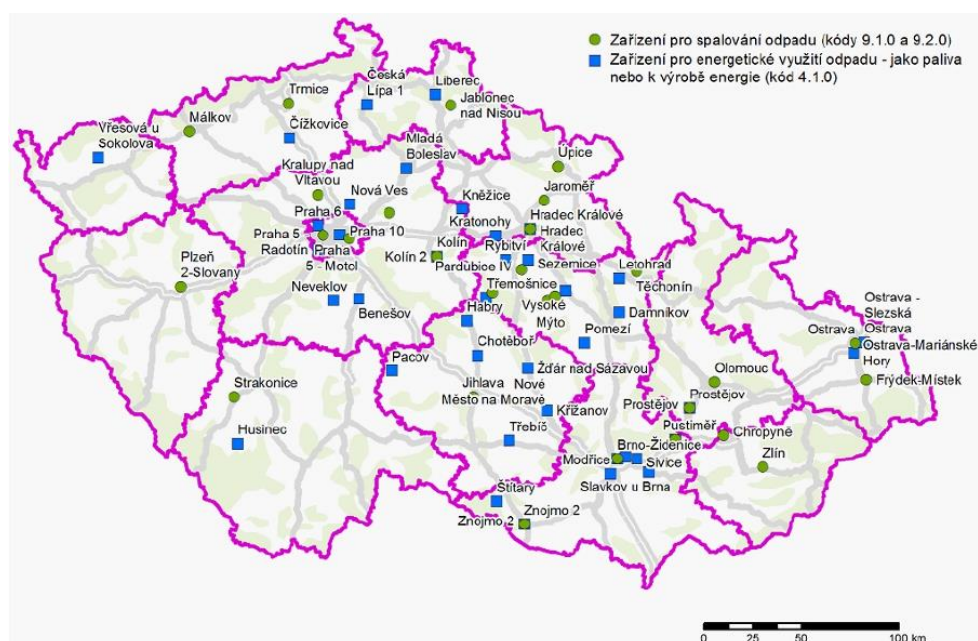 Zařízení pro spalování odpadu (kódy 9.1.0 a 9.2.0)
Zařízení pro energetické využití odpadu - jako paliva
nebo k výrobě energie (kód 4.1.0)
Česká
Lípa 1
Liberec
Trmice
Jablonec
nad Nisou
Málkov
Čížkovice
Vřesová u
Sokolova
Mladá
Boleslav
Úpice
Kralupy nad
Vltavou
Nová Ves
Jaroměř
Kněžice
Praha 6
Kratonohy
Hradec Králové
Praha 5
Praha 10
Hradec
Králové
Radotín
Praha
5 - Motol
Kolín
Kolín 2
Rybitví
Pardubice IV
Sezemice
Letohrad
Těchonín
Plzeň
2-Slovany
Neveklov
Benešov
Třemošnice
Habry
Vysoké
Mýto
Damníkov
Ostrava -
Slezská
Ostrava
Ostrava
Ostrava-Mariánské
Hory
Pomezí
Chotěboř
Pacov
Žďár nad Sázavou
Olomouc
Frýdek-Místek
Strakonice
Jihlava
Nové
Město na Moravě
Prostějov
Prostějov
Křižanov
Husinec
Třebíč
Pustiměř
Chropyně
Brno-Židenice
Modřice
Sivice
Zlín
Slavkov u Brna
Štítary
Znojmo 2
Znojmo 2
0 25 50 100 km